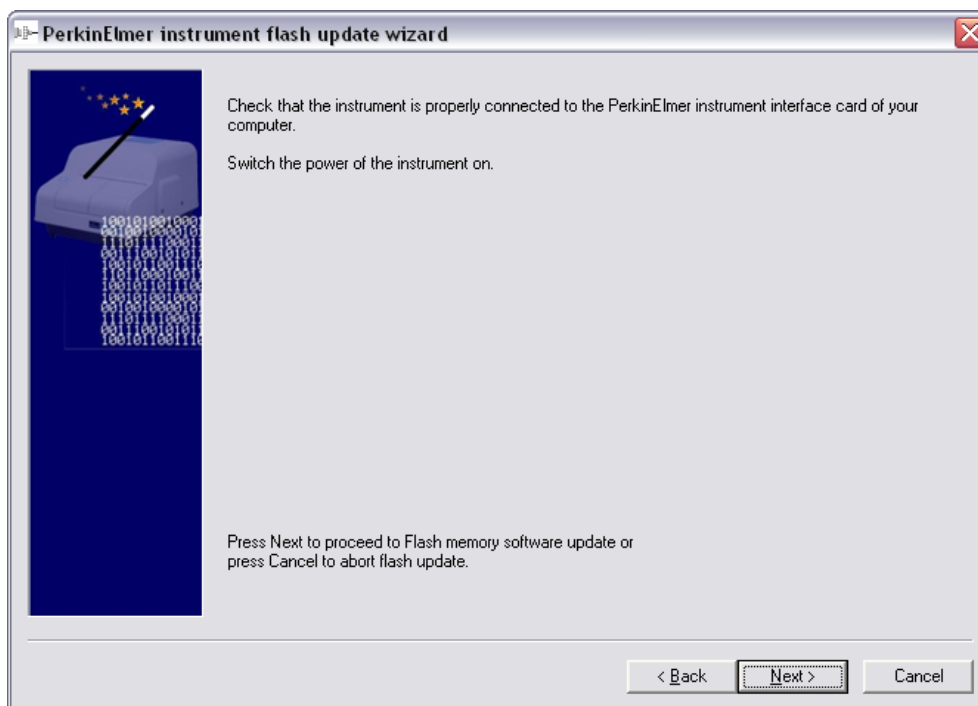 PerkinElmer instrument flash update wizard
Check that the instrument is properly connected to the PerkinElmer instrument interface card of your
computer.
Switch the power of the instrument on.
Press Next to proceed to Flash memory software update or
press Cancel to abort flash update.
< Back Next > Cancel